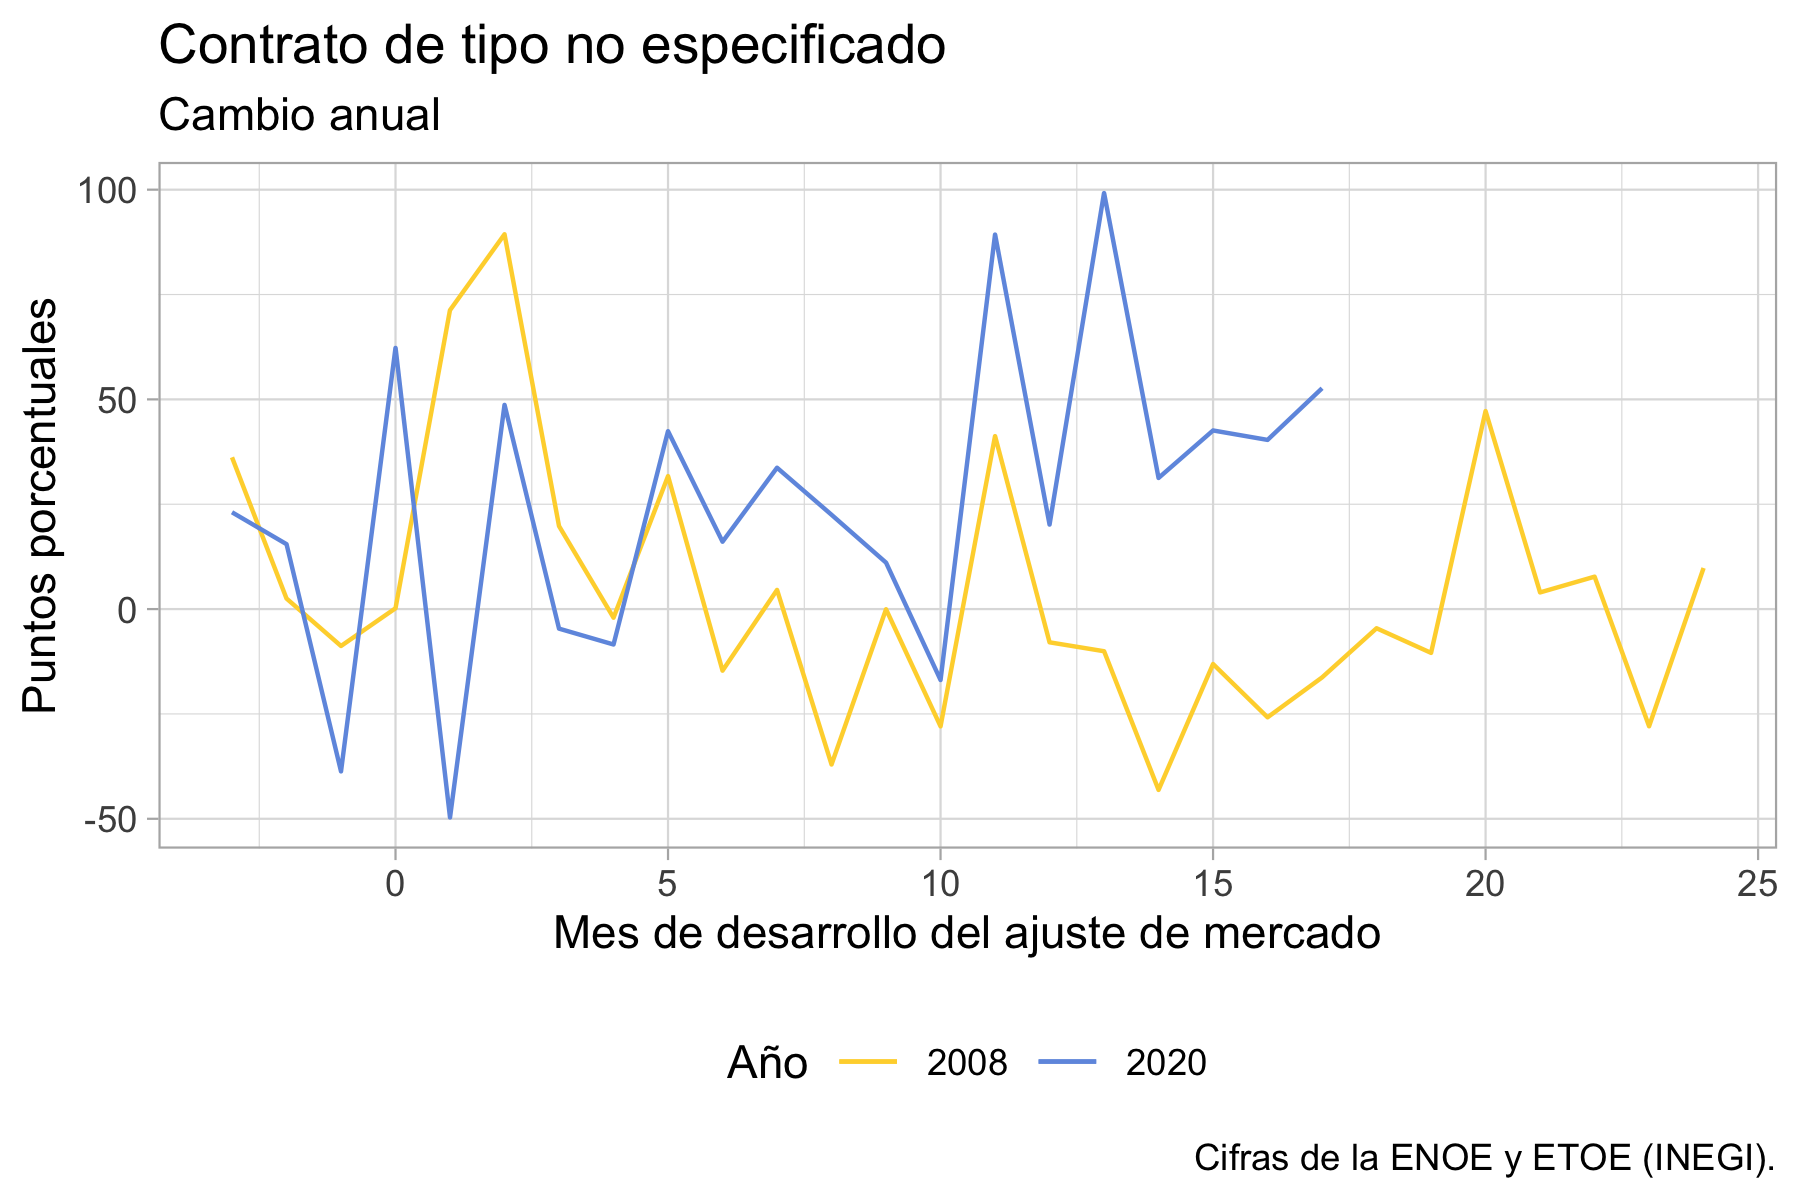 Contrato de tipo no especificado
Cambio anual
Puntos porcentuales
100
50
0
-50
0 5 10 15 20 25
Mes de desarrollo del ajuste de mercado
Año 2008 2020
Cifras de la ENOE y ETOE (INEGI).